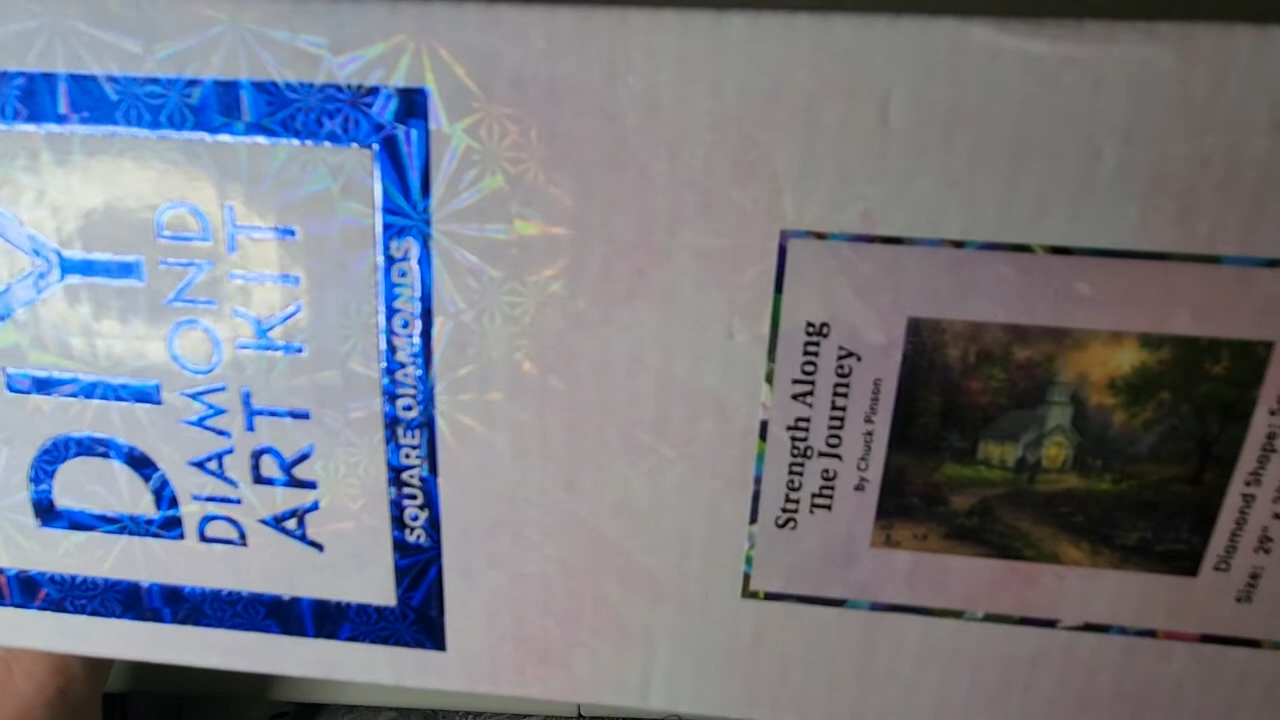 DIY
DIAMOND
ART KIT
SQUARE DIAMONDS
Strength Along
The Journey
By Chuck Pinson
Diamond Shape:
Size: 29"